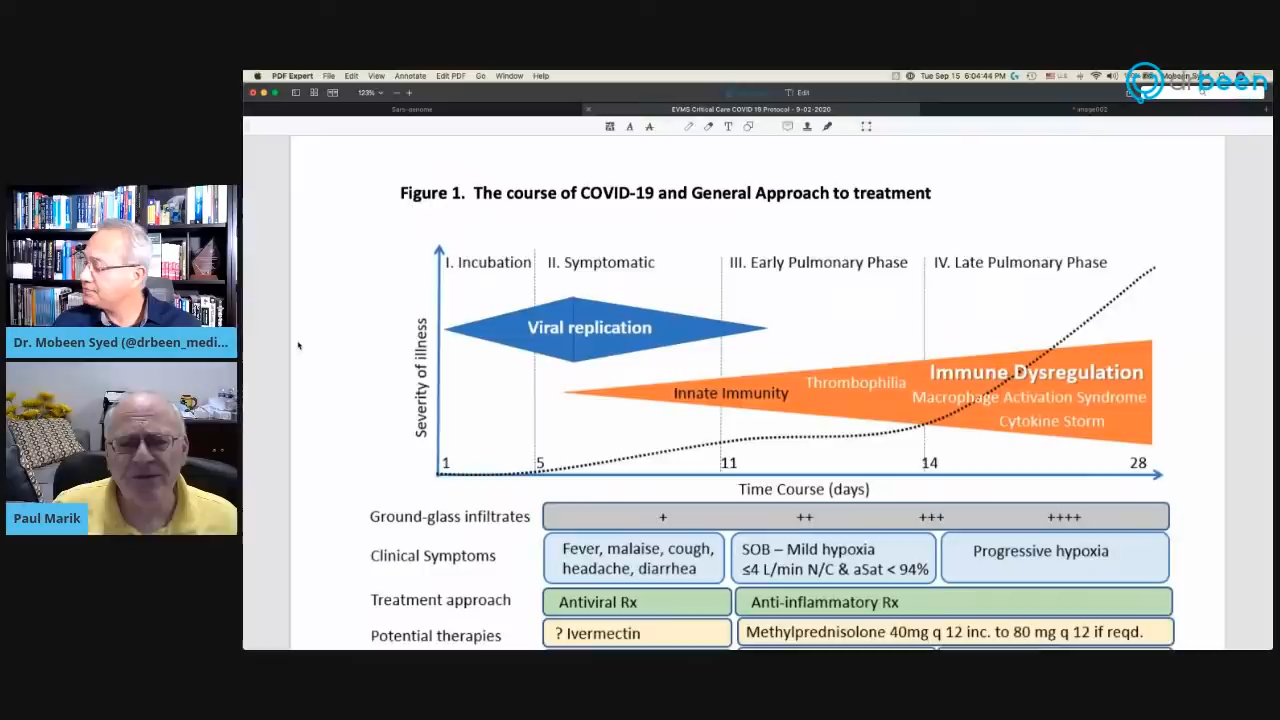 PDF Expert File Edit View Annotate Edit PDF Go Window Help
Tue Sep 15 6:04:44 PM
drbeen
123%
Edit
Sars-genome
EVMS Critical Care COVID 19 Protocol - 9-02-2020
Figure 1. The course of COVID-19 and General Approach to treatment
I. Incubation
II. Symptomatic
III. Early Pulmonary Phase
IV. Late Pulmonary Phase
Severity of illness
Viral replication
Innate Immunity
Thrombophilia
Immune Dysregulation
Macrophage Activation Syndrome
Cytokine Storm
1 5 11 14 28
Time Course (days)
Ground-glass infiltrates + ++ +++ ++++
Clinical Symptoms
Fever, malaise, cough,
headache, diarrhea
SOB – Mild hypoxia
≤4 L/min N/C & aSat < 94%
Progressive hypoxia
Treatment approach Antiviral Rx Anti-inflammatory Rx
Potential therapies ? Ivermectin Methylprednisolone 40mg q 12 inc. to 80 mg q 12 if reqd.
Dr. Mobeen Syed (@drbeen_medi...
Paul Marik